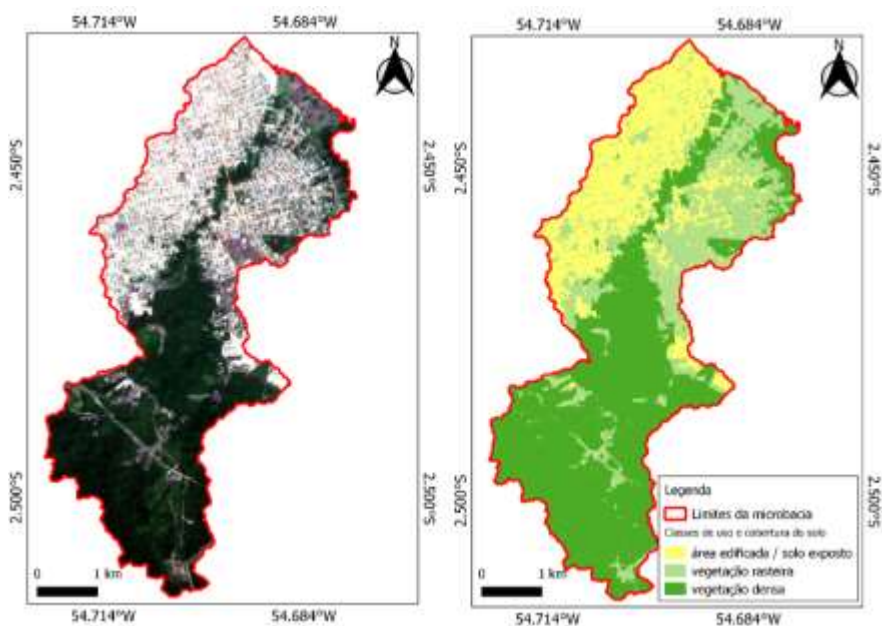 54.714°W 54.684°W
N
2.450°S
2.450°S
2.500°S
2.500°S
0 1 km
54.714°W 54.684°W
54.714°W 54.684°W
N
2.450°S
2.450°S
2.500°S
2.500°S
Legenda
Limites da microbacia
Classes de uso e cobertura do solo
área edificada / solo exposto
vegetação rasteira
vegetação densa
0 1 km
54.714°W 54.684°W